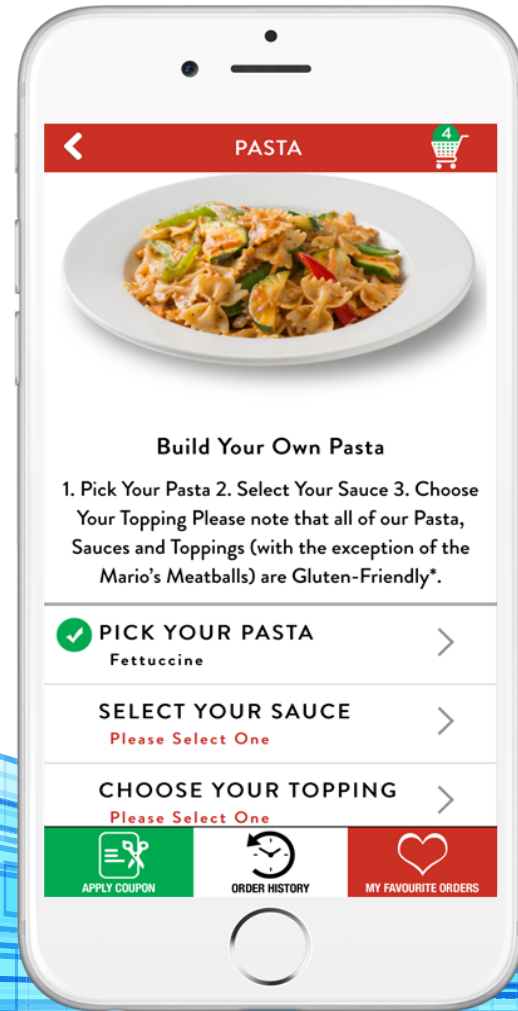 PASTA
4
Build Your Own Pasta
1. Pick Your Pasta 2. Select Your Sauce 3. Choose
Your Topping Please note that all of our Pasta,
Sauces and Toppings (with the exception of the
Mario's Meatballs) are Gluten-Friendly*.
PICK YOUR PASTA
Fettuccine
SELECT YOUR SAUCE
Please Select One
CHOOSE YOUR TOPPING
Please Select One
APPLY COUPON
ORDER HISTORY
MY FAVOURITE ORDERS